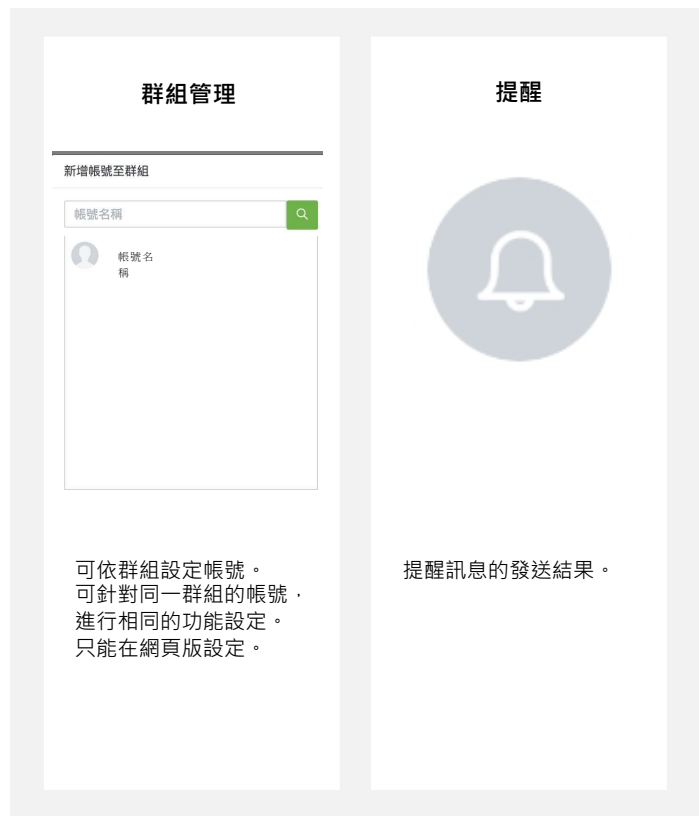 群組管理
新增帳號至群組
帳號名稱
帳號名
稱
可依群組設定帳號。
可針對同一群組的帳號，
進行相同的功能設定。
只能在網頁版設定。
提醒
提醒訊息的發送結果。